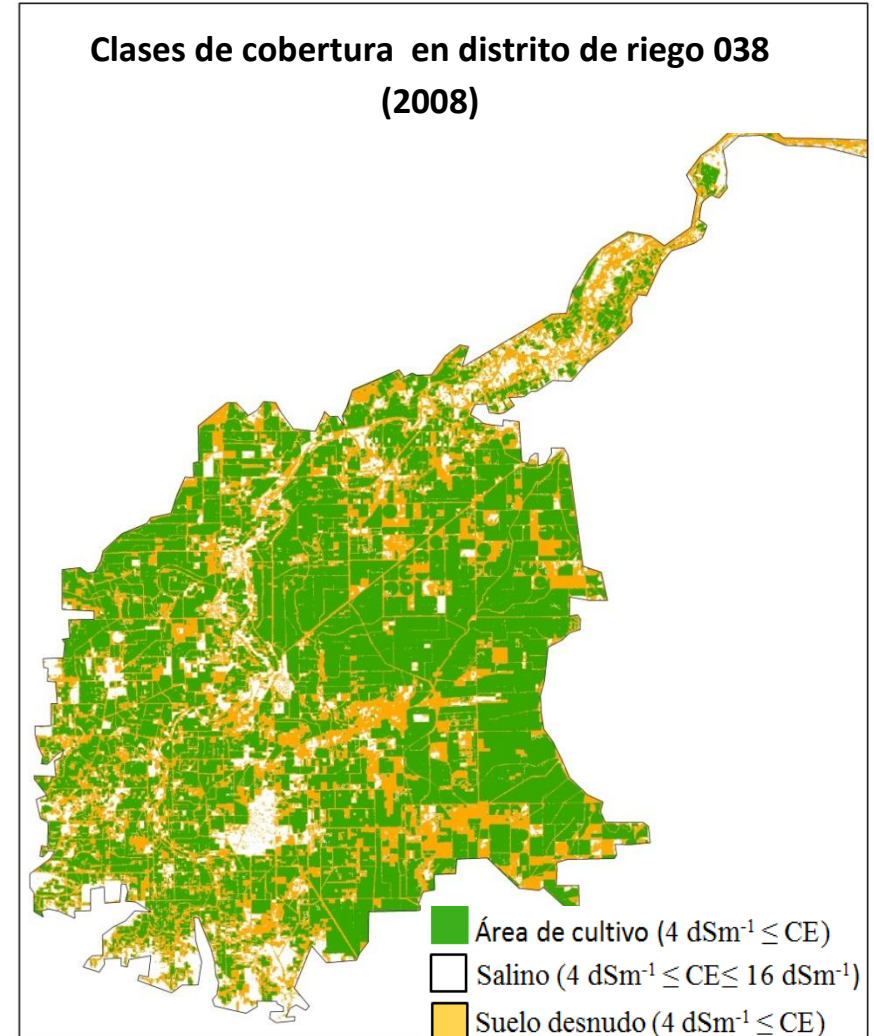 Clases de cobertura en distrito de riego 038
(2008)
Área de cultivo (4 dSm⁻¹ ≤ CE)
Salino (4 dSm⁻¹ ≤ CE≤ 16 dSm⁻¹)
Suelo desnudo (4 dSm⁻¹ ≤ CE)